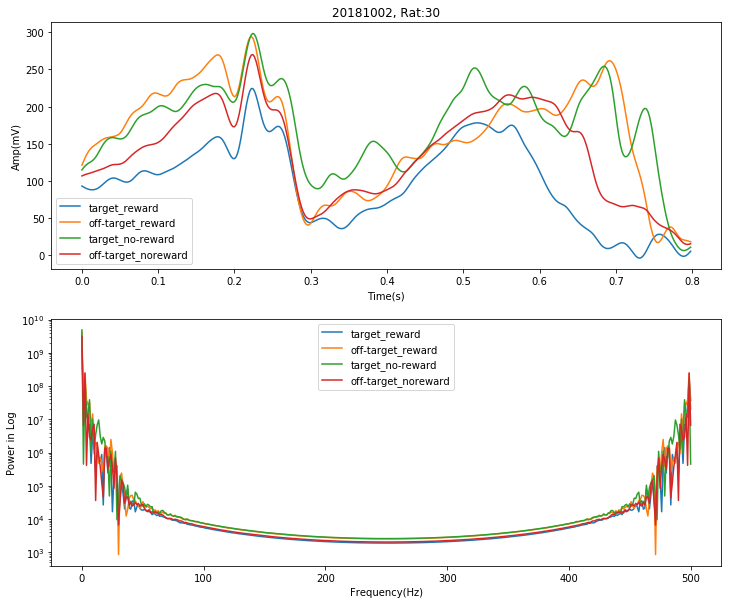 20181002, Rat:30
300
250
200
150
100
50
0
Amp(mV)
target_reward
off-target_reward
target_no-reward
off-target_noreward
0.0 0.1 0.2 0.3 0.4 0.5 0.6 0.7 0.8
Time(s)
10^10
10^9
10^8
10^7
10^6
10^5
10^4
10^3
Power in Log
target_reward
off-target_reward
target_no-reward
off-target_noreward
0 100 200 300 400 500
Frequency(Hz)